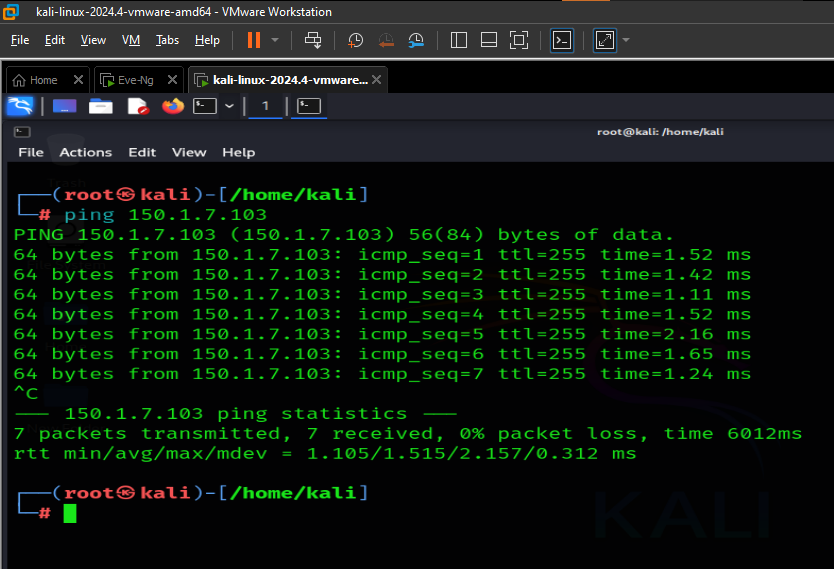 kali-linux-2024.4-vmware-amd64 - VMware Workstation
File Edit View VM Tabs Help
Home Eve-Ng kali-linux-2024.4-vmware...
1
root@kali: /home/kali
File Actions Edit View Help
┌──(root㉿kali)-[/home/kali]
└─# ping 150.1.7.103
PING 150.1.7.103 (150.1.7.103) 56(84) bytes of data.
64 bytes from 150.1.7.103: icmp_seq=1 ttl=255 time=1.52 ms
64 bytes from 150.1.7.103: icmp_seq=2 ttl=255 time=1.42 ms
64 bytes from 150.1.7.103: icmp_seq=3 ttl=255 time=1.11 ms
64 bytes from 150.1.7.103: icmp_seq=4 ttl=255 time=1.52 ms
64 bytes from 150.1.7.103: icmp_seq=5 ttl=255 time=2.16 ms
64 bytes from 150.1.7.103: icmp_seq=6 ttl=255 time=1.65 ms
64 bytes from 150.1.7.103: icmp_seq=7 ttl=255 time=1.24 ms
^C
─── 150.1.7.103 ping statistics ───
7 packets transmitted, 7 received, 0% packet loss, time 6012ms
rtt min/avg/max/mdev = 1.105/1.515/2.157/0.312 ms
┌──(root㉿kali)-[/home/kali]
└─#
KALI